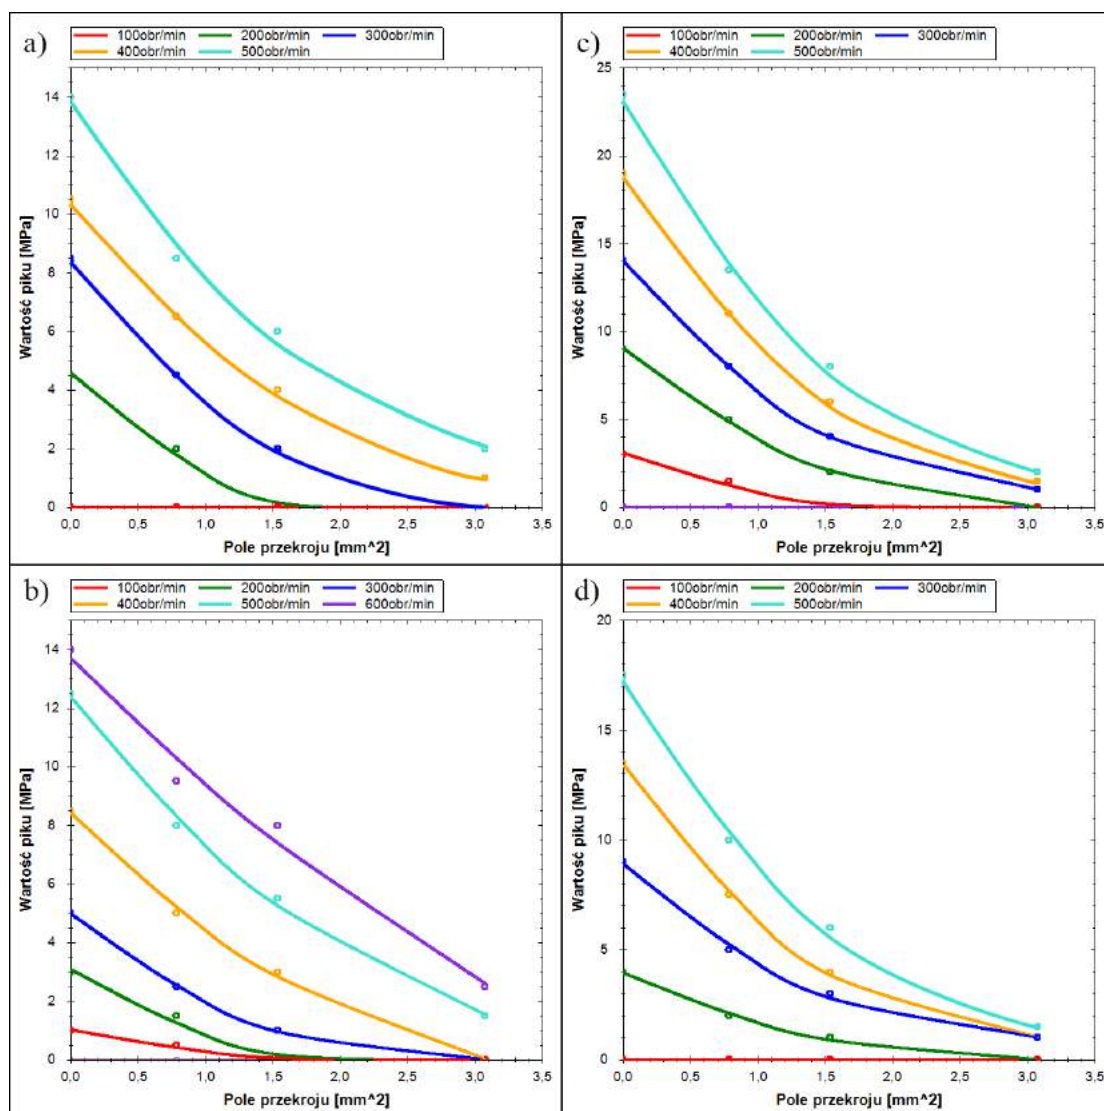 a)
100obr/min 200obr/min 300obr/min
400obr/min 500obr/min
Wartość piku [MPa]
14
12
10
8
6
4
2
0
0,0 0,5 1,0 1,5 2,0 2,5 3,0 3,5
Pole przekroju [mm^2]
c)
100obr/min 200obr/min 300obr/min
400obr/min 500obr/min
Wartość piku [MPa]
25
20
15
10
5
0
0,0 0,5 1,0 1,5 2,0 2,5 3,0 3,5
Pole przekroju [mm^2]
b)
100obr/min 200obr/min 300obr/min
400obr/min 500obr/min 600obr/min
Wartość piku [MPa]
14
12
10
8
6
4
2
0
0,0 0,5 1,0 1,5 2,0 2,5 3,0 3,5
Pole przekroju [mm^2]
d)
100obr/min 200obr/min 300obr/min
400obr/min 500obr/min
Wartość piku [MPa]
20
15
10
5
0
0,0 0,5 1,0 1,5 2,0 2,5 3,0 3,5
Pole przekroju [mm^2]